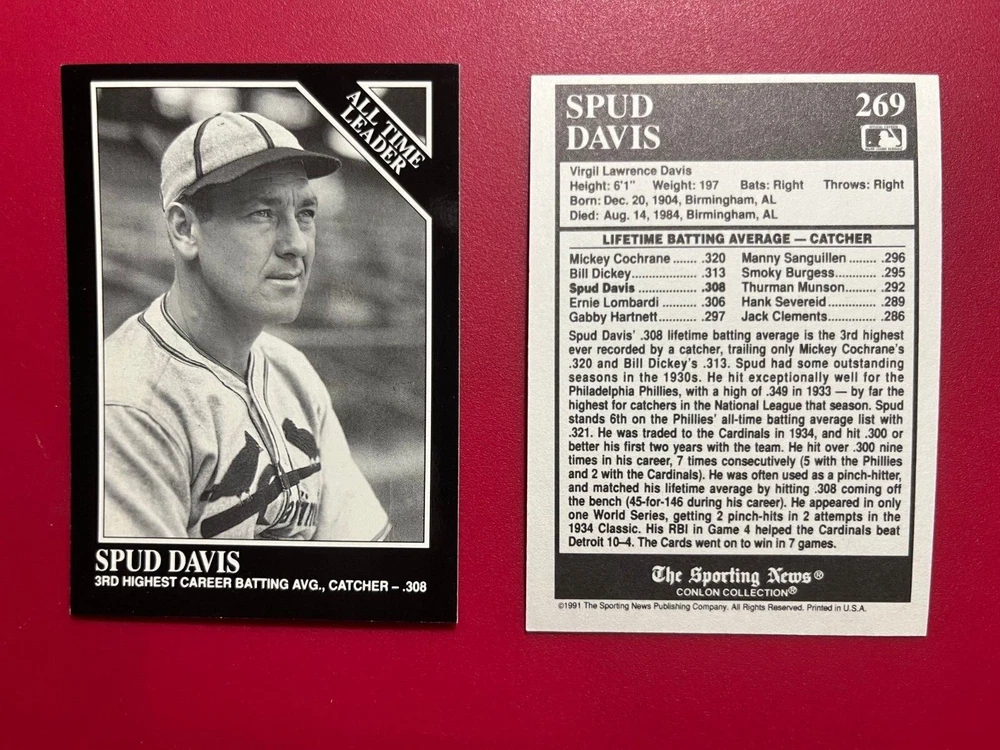 ALL TIME
LEADER
SPUD DAVIS
3RD HIGHEST CAREER BATTING AVG., CATCHER – .308
SPUD
DAVIS
269
Virgil Lawrence Davis
Height: 6'1" Weight: 197 Bats: Right Throws: Right
Born: Dec. 20, 1904, Birmingham, AL
Died: Aug. 14, 1984, Birmingham, AL
LIFETIME BATTING AVERAGE — CATCHER
Mickey Cochrane ....... .320 Manny Sanguillen ... .296
Bill Dickey................. .313 Smoky Burgess....... .295
Spud Davis ............... .308 Thurman Munson.... .292
Ernie Lombardi ......... .306 Hank Severeid ........ .289
Gabby Hartnett.......... .297 Jack Clements......... .286
Spud Davis' .308 lifetime batting average is the 3rd highest
ever recorded by a catcher, trailing only Mickey Cochrane's
.320 and Bill Dickey's .313. Spud had some outstanding
seasons in the 1930s. He hit exceptionally well for the
Philadelphia Phillies, with a high of .349 in 1933 — by far the
highest for catchers in the National League that season. Spud
stands 6th on the Phillies' all-time batting average list with
.321. He was traded to the Cardinals in 1934, and hit .300 or
better his first two years with the team. He hit over .300 nine
times in his career, 7 times consecutively (5 with the Phillies
and 2 with the Cardinals). He was often used as a pinch-hitter,
and matched his lifetime average by hitting .308 coming off
the bench (45-for-146 during his career). He appeared in only
one World Series, getting 2 pinch-hits in 2 attempts in the
1934 Classic. His RBI in Game 4 helped the Cardinals beat
Detroit 10–4. The Cards went on to win in 7 games.
The Sporting News®
CONLON COLLECTION®
©1991 The Sporting News Publishing Company. All Rights Reserved. Printed in U.S.A.